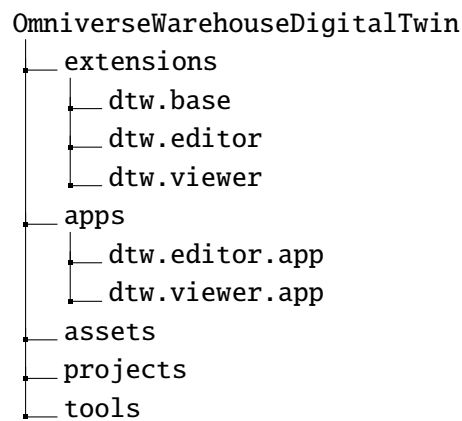 OmniverseWarehouseDigitalTwin
extensions
dtw.base
dtw.editor
dtw.viewer
apps
dtw.editor.app
dtw.viewer.app
assets
projects
tools